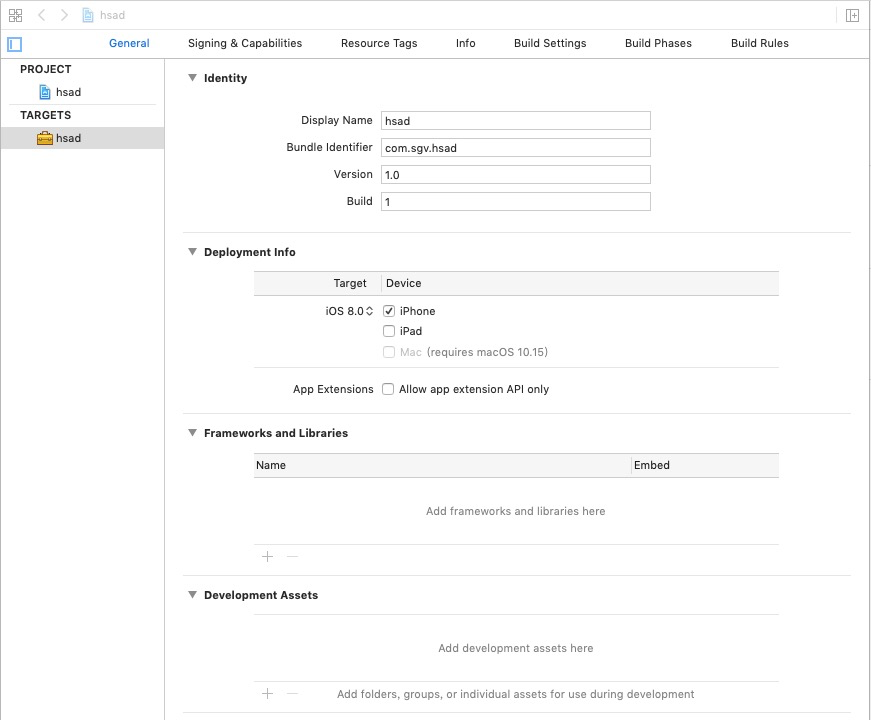 hsad
General Signing & Capabilities Resource Tags Info Build Settings Build Phases Build Rules
PROJECT
hsad
TARGETS
hsad
Identity
Display Name hsad
Bundle Identifier com.sgv.hsad
Version 1.0
Build 1
Deployment Info
Target Device
iOS 8.0 iPhone
iPad
Mac (requires macOS 10.15)
App Extensions Allow app extension API only
Frameworks and Libraries
Name Embed
Add frameworks and libraries here
Development Assets
Add development assets here
Add folders, groups, or individual assets for use during development